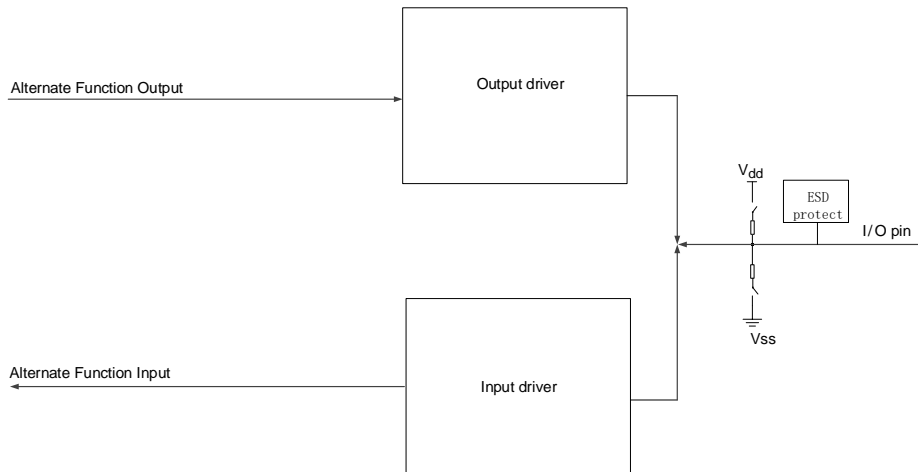 Alternate Function Output
Output driver
Vdd
ESD
protect
I/O pin
Vss
Alternate Function Input
Input driver